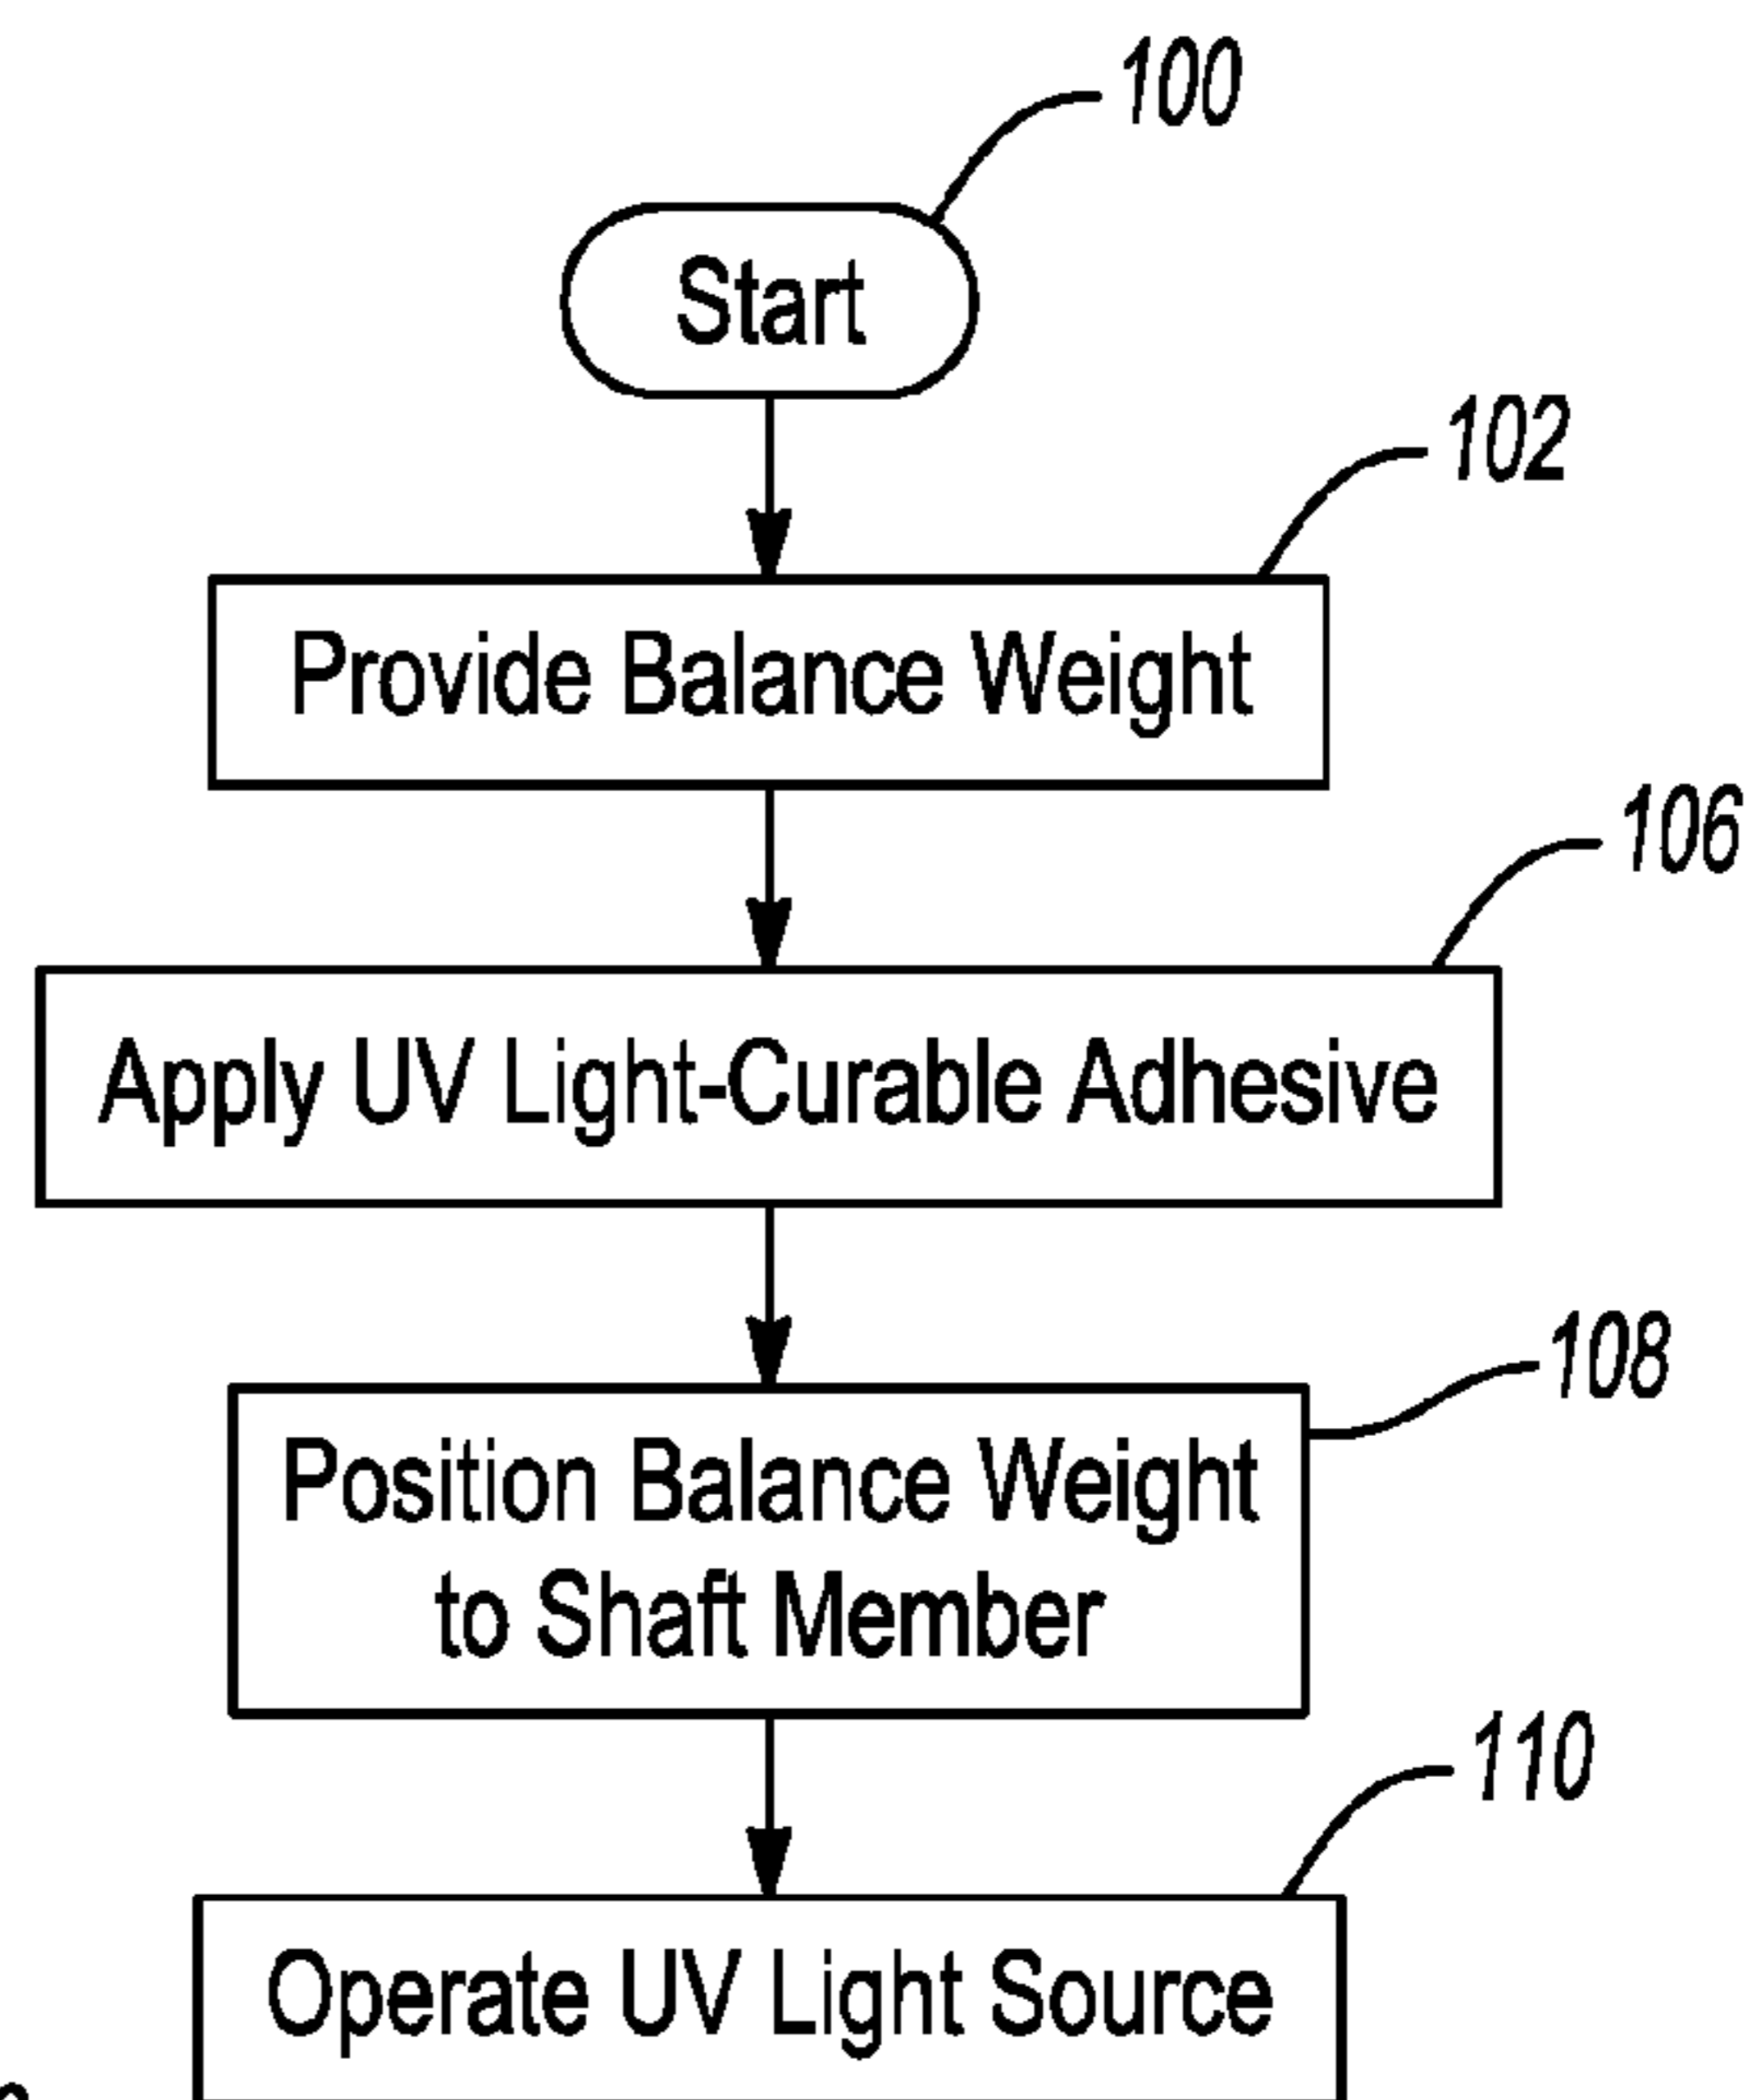 100
Start
102
Provide Balance Weight
106
Apply UV Light-Curable Adhesive
108
Position Balance Weight
to Shaft Member
110
Operate UV Light Source